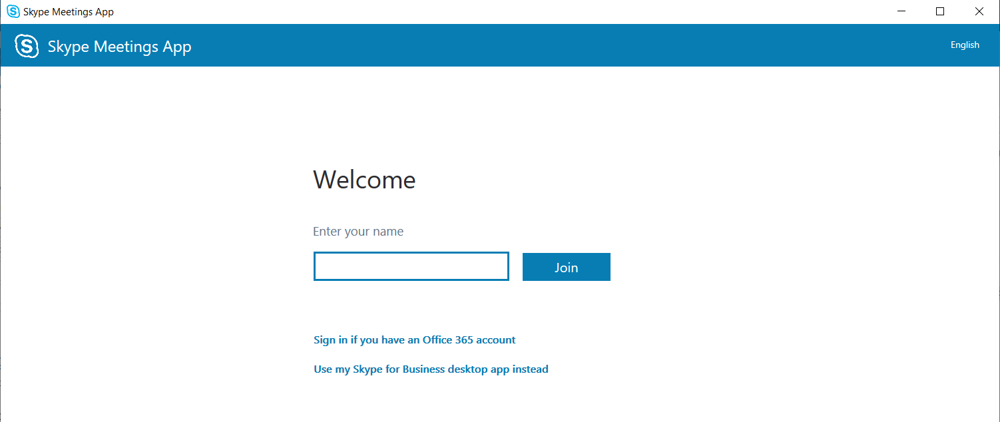 Skype Meetings App
Skype Meetings App
English
Welcome
Enter your name
Join
Sign in if you have an Office 365 account
Use my Skype for Business desktop app instead